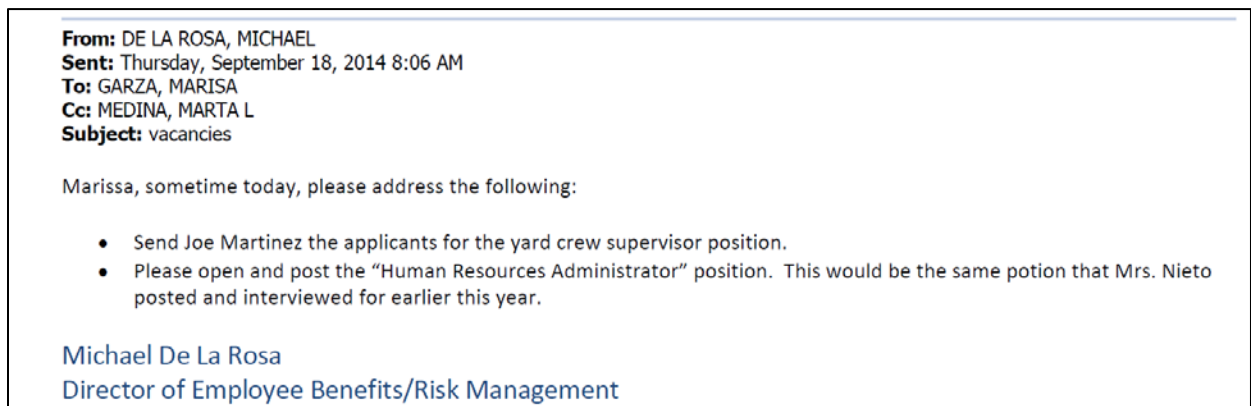 From: DE LA ROSA, MICHAEL
Sent: Thursday, September 18, 2014 8:06 AM
To: GARZA, MARISA
Cc: MEDINA, MARTA L
Subject: vacancies
Marissa, sometime today, please address the following:
• Send Joe Martinez the applicants for the yard crew supervisor position.
• Please open and post the “Human Resources Administrator” position.  This would be the same potion that Mrs. Nieto
posted and interviewed for earlier this year.
Michael De La Rosa
Director of Employee Benefits/Risk Management